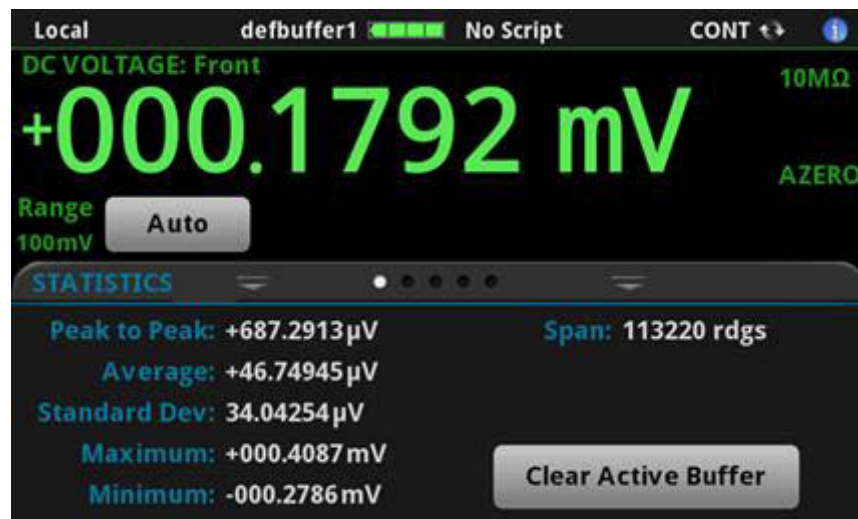 Local defbuffer1 No Script CONT i
DC VOLTAGE: Front
10MΩ
+000.1792 mV
AZERO
Range
100mV
Auto
STATISTICS
Peak to Peak: +687.2913µV Span: 113220 rdgs
Average: +46.74945µV
Standard Dev: 34.04254µV
Maximum: +000.4087mV
Minimum: -000.2786mV
Clear Active Buffer